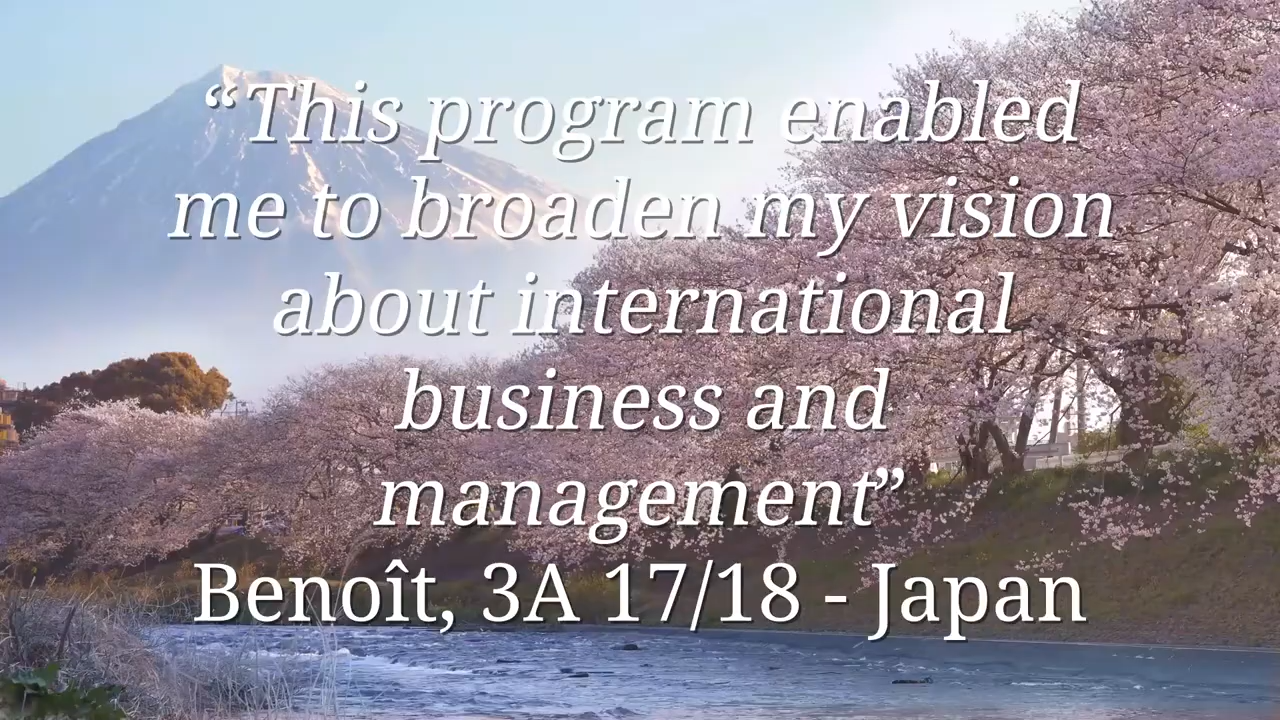 “This program enabled
me to broaden my vision
about international
business and
management”
Benoît, 3A 17/18 - Japan